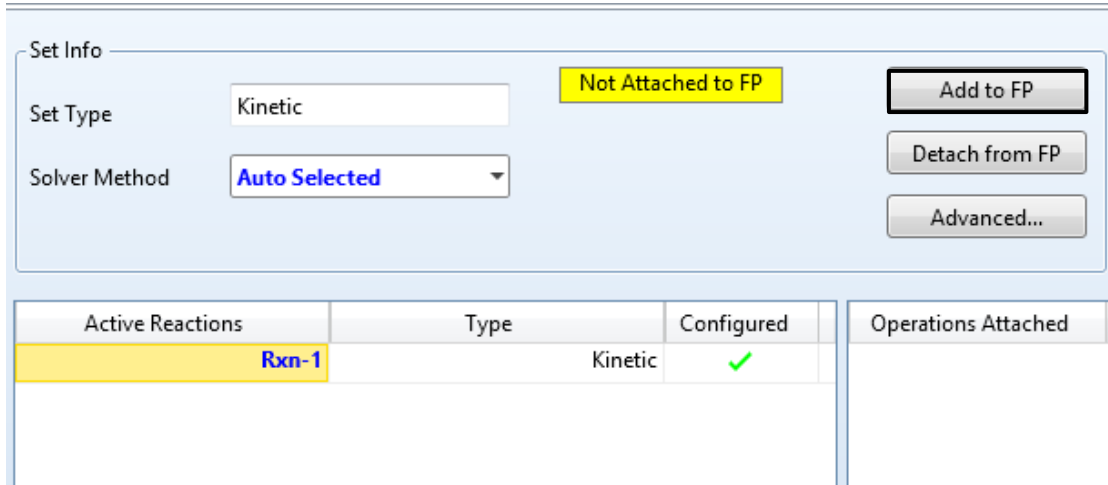 Set Info
Set Type
Kinetic
Not Attached to FP
Add to FP
Solver Method
Auto Selected
Detach from FP
Advanced...
Active Reactions Type Configured
Rxn-1 Kinetic
Operations Attached